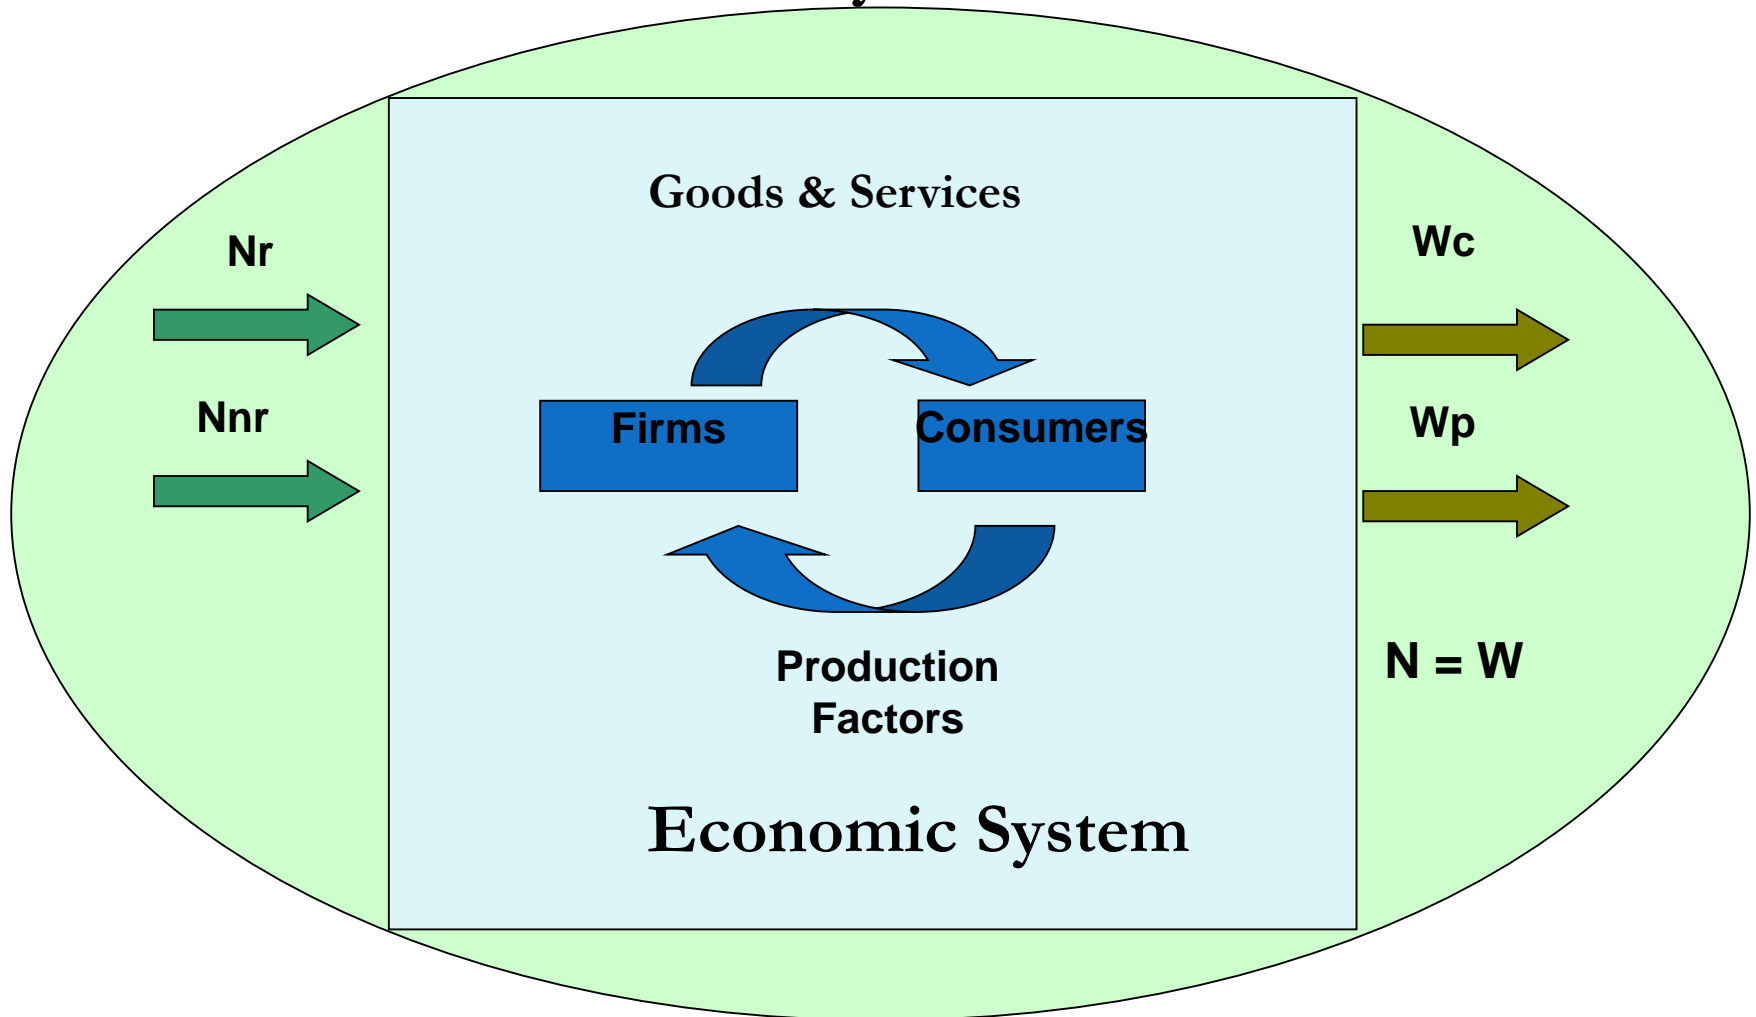 Goods & Services
Nr
Wc
Nnr
Firms
Consumers
Wp
Production
Factors
N = W
Economic System